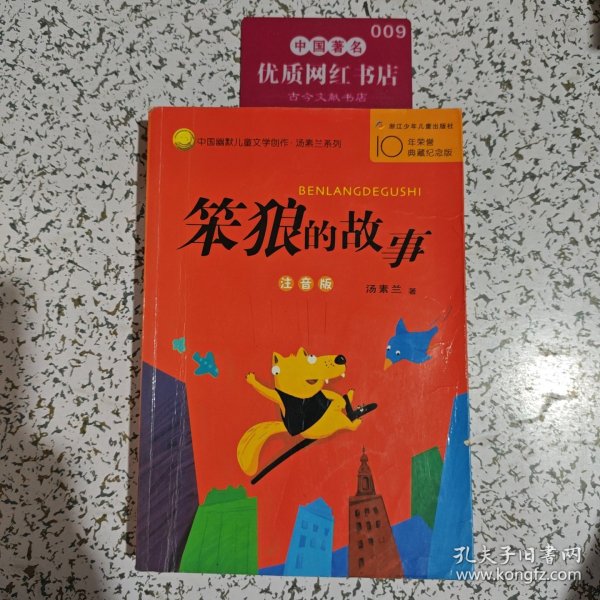 009
中国著名
优质网红书店
古今文献书店
中国幽默儿童文学创作·汤素兰系列
浙江少年儿童出版社
10年荣誉
典藏纪念版
BENLANGDEGUSHI
笨狼的故事
注音版
汤素兰 著
孔夫子旧书网
www.kongfz.com